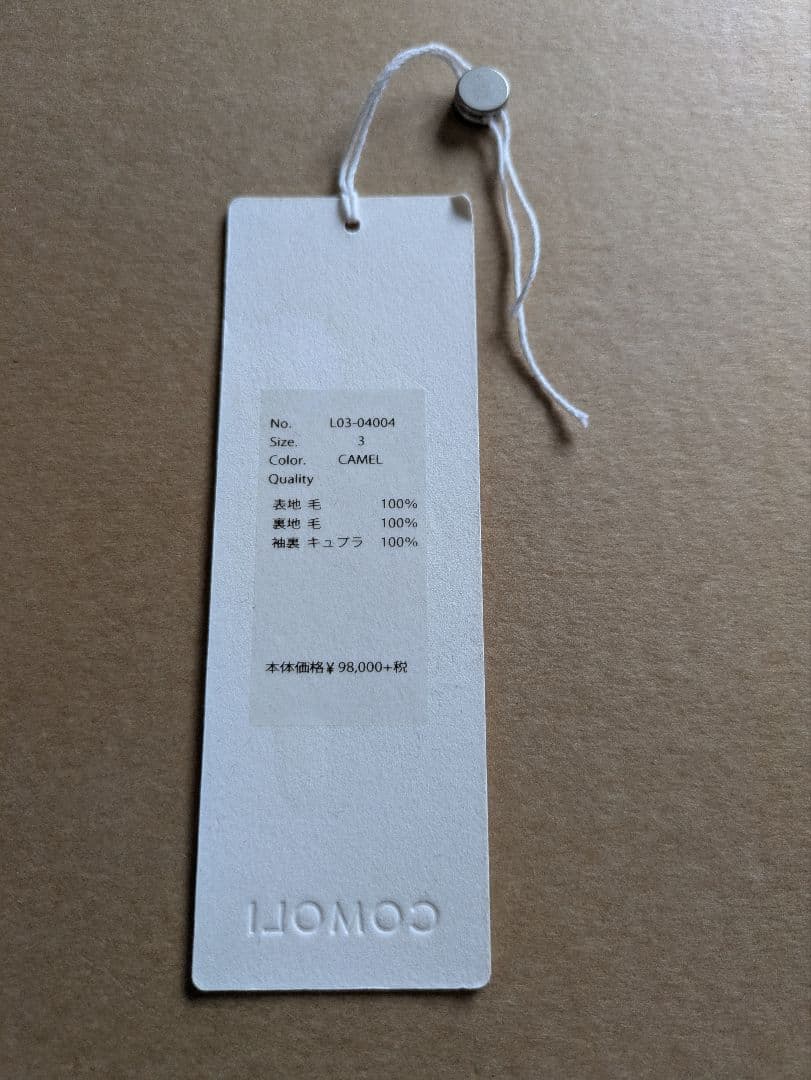 No. L03-04004
Size. 3
Color. CAMEL
Quality
表地 毛 100%
裏地 毛 100%
袖裏 キュプラ 100%
本体価格¥ 98,000+税
COMOLI